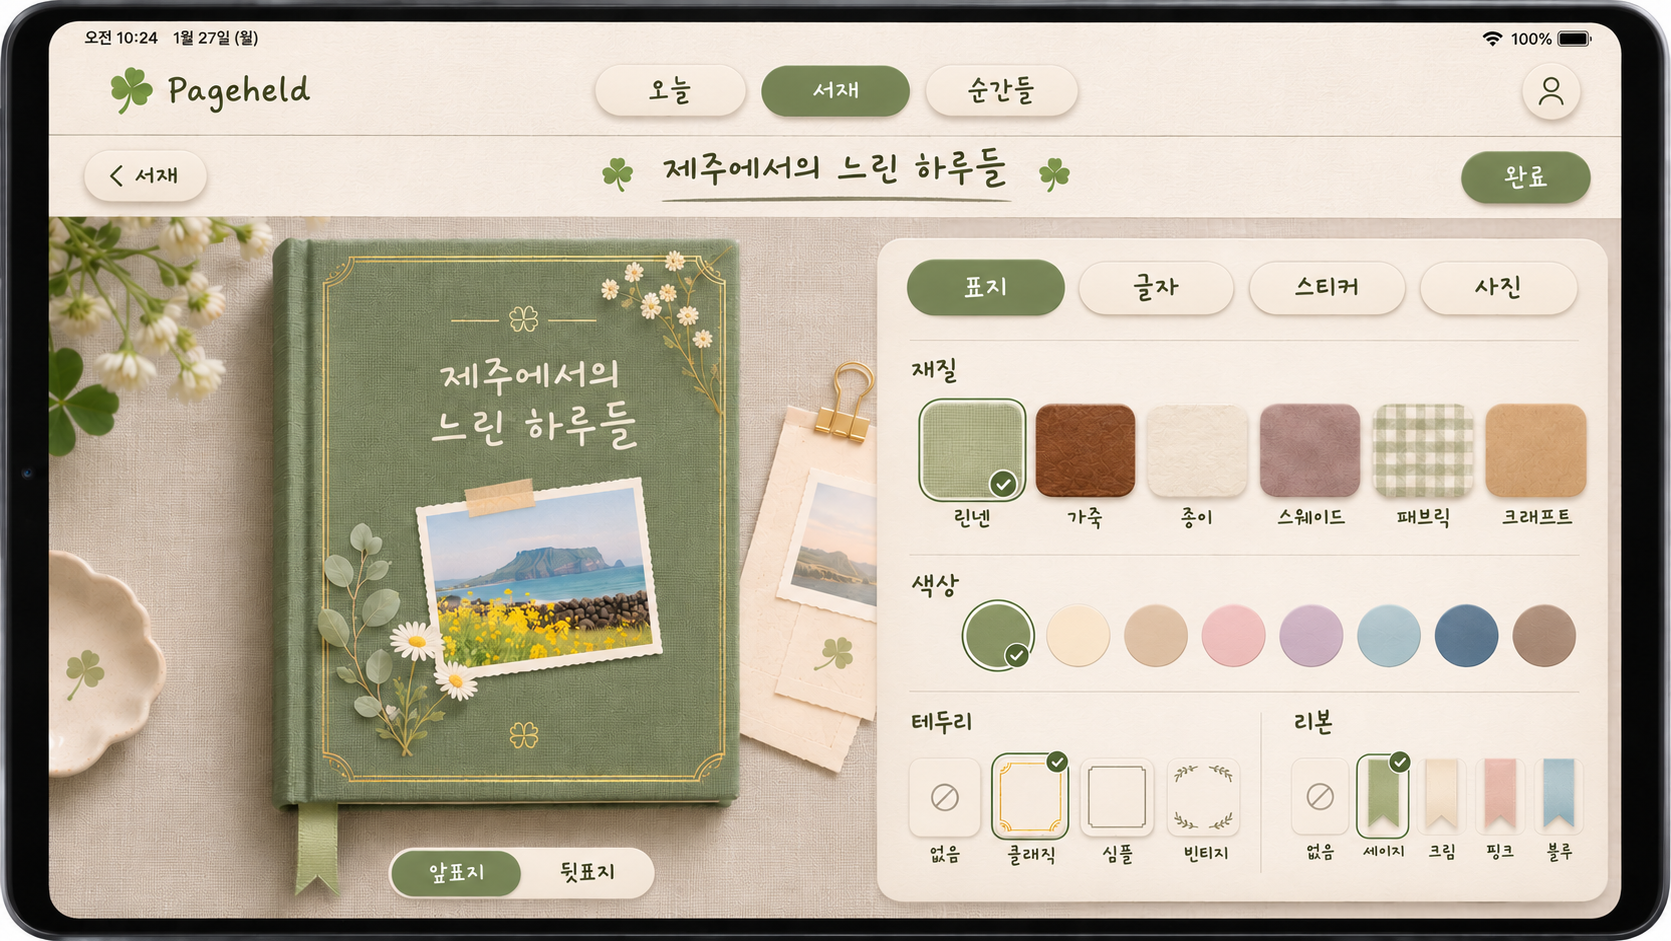 오전 10:24 1월 27일 (월)
100%
Pageheld
오늘
서재
순간들
서재
제주에서의 느린 하루들
완료
제주에서의
느린 하루들
앞표지
뒷표지
표지
글자
스티커
사진
재질
린넨
가죽
종이
스웨이드
패브릭
크래프트
색상
테두리
없음
클래직
심플
빈티지
리본
없음
세이지
크림
핑크
블루